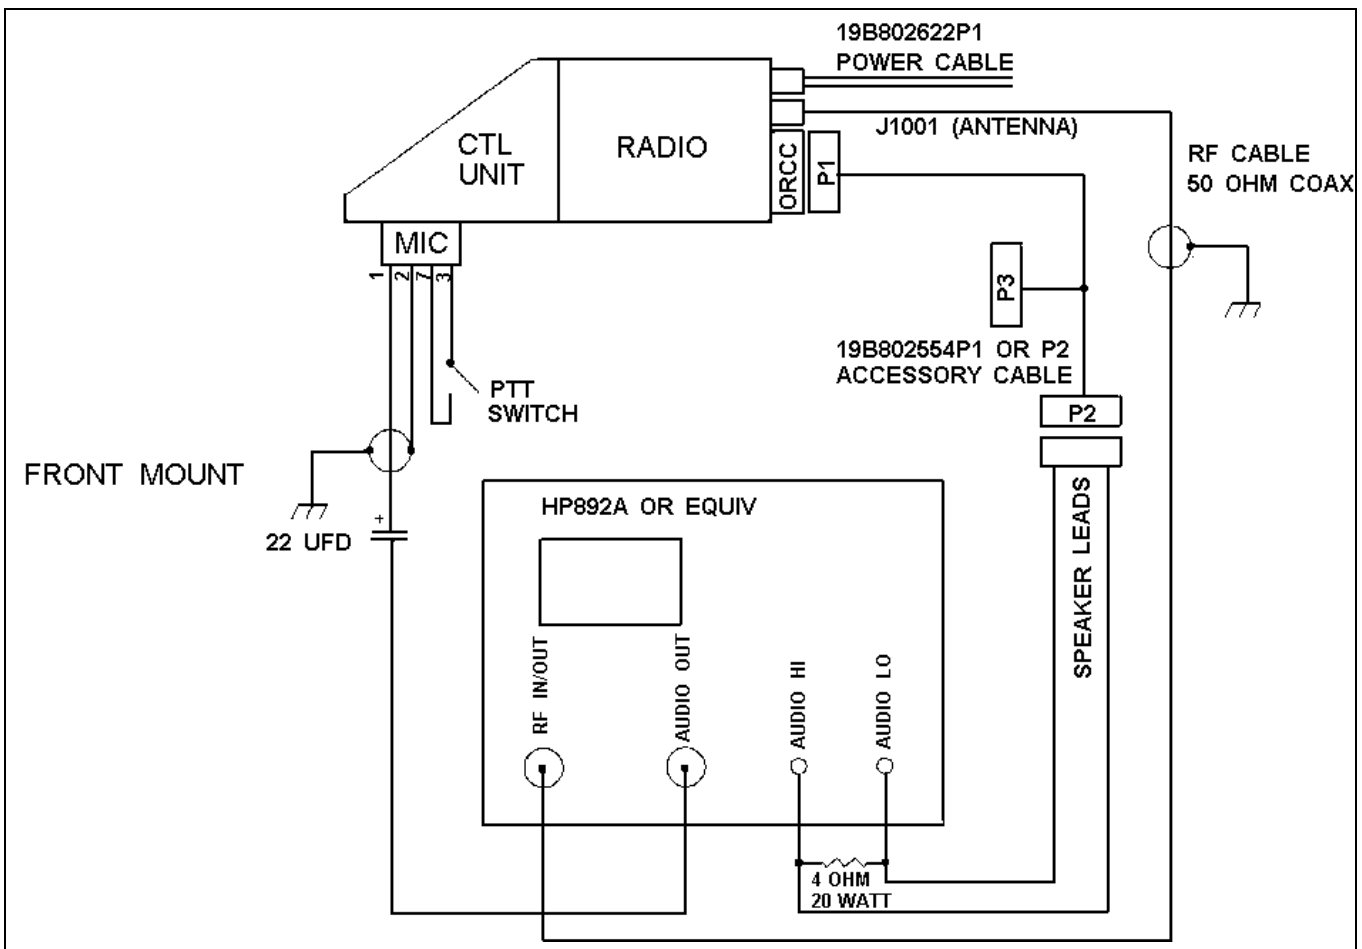 19B802622P1
POWER CABLE
CTL
UNIT
RADIO
J1001 (ANTENNA)
ORCC
P1
RF CABLE
50 OHM COAX
MIC
1
2
7
3
P3
19B802554P1 OR P2
ACCESSORY CABLE
PTT
SWITCH
P2
FRONT MOUNT
+
22 UFD
HP892A OR EQUIV
SPEAKER LEADS
RF IN/OUT
AUDIO OUT
AUDIO HI
AUDIO LO
4 OHM
20 WATT